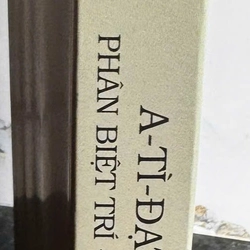 A-TÌ-ĐẠ
PHÂN BIỆT TRÍ